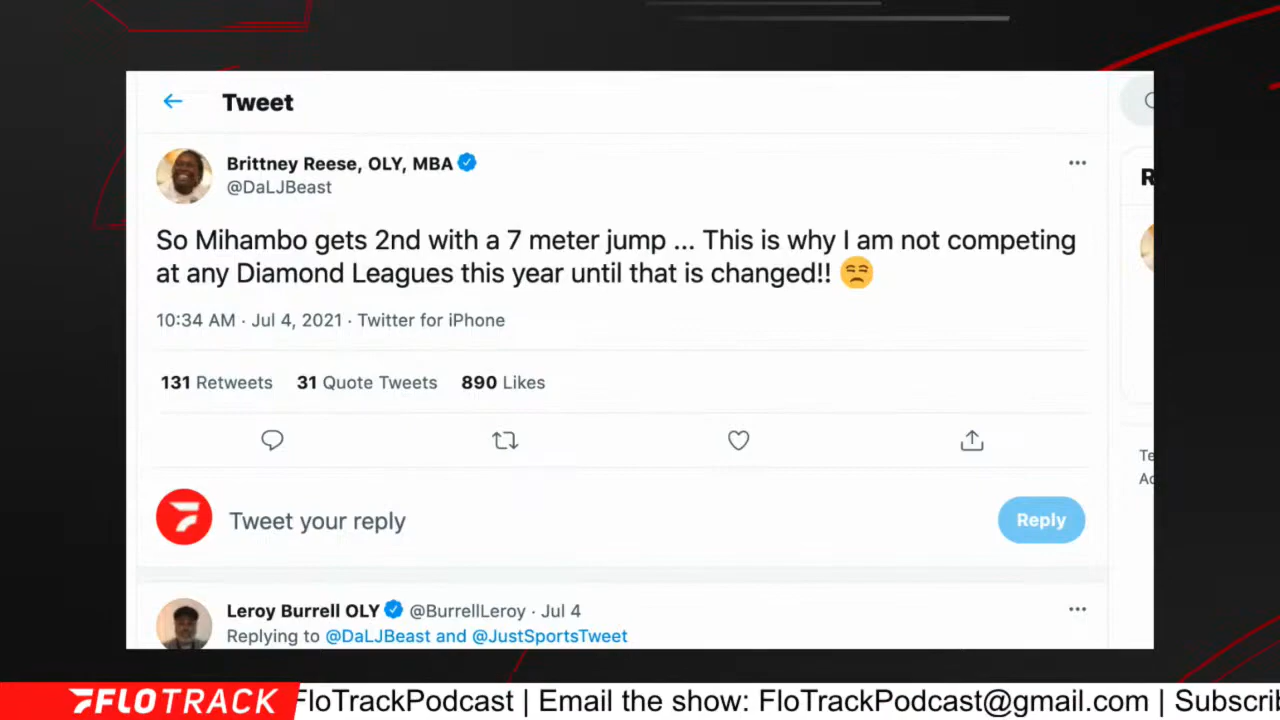 Tweet
Brittney Reese, OLY, MBA
@DaLJBeast
So Mihambo gets 2nd with a 7 meter jump ... This is why I am not competing
at any Diamond Leagues this year until that is changed!! 😒
10:34 AM · Jul 4, 2021 · Twitter for iPhone
131 Retweets 31 Quote Tweets 890 Likes
Tweet your reply
Reply
Leroy Burrell OLY @BurrellLeroy · Jul 4
Replying to @DaLJBeast and @JustSportsTweet
R
Te
Ac
FLOTRACK
FloTrackPodcast | Email the show: FloTrackPodcast@gmail.com | Subscri